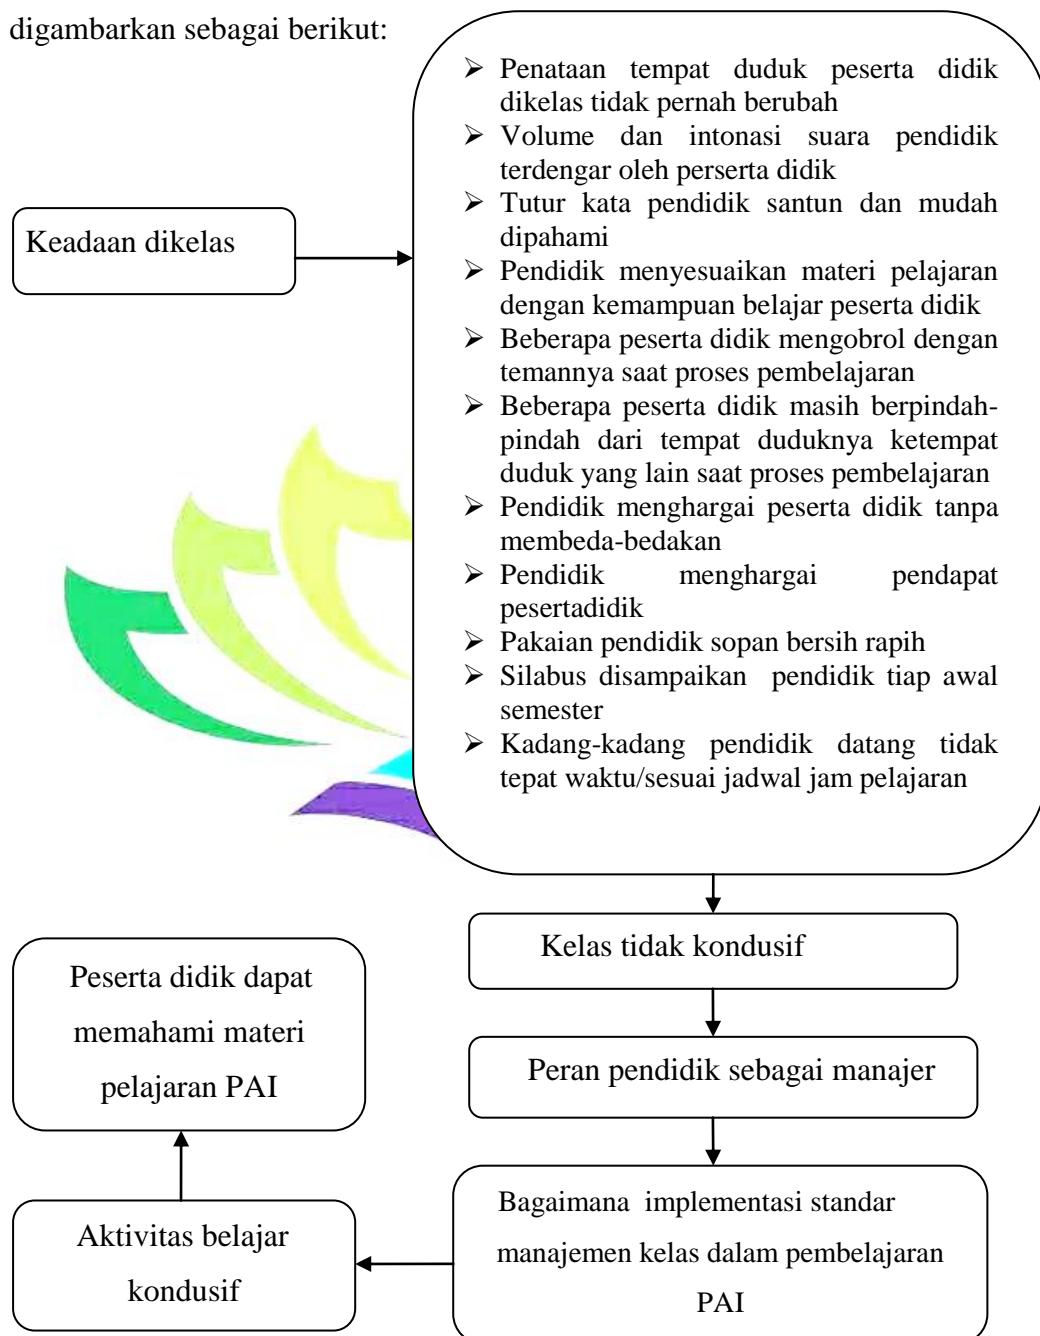 digambarkan sebagai berikut:
➢ Penataan tempat duduk peserta didik
dikelas tidak pernah berubah
➢ Volume dan intonasi suara pendidik
terdengar oleh perserta didik
➢ Tutur kata pendidik santun dan mudah
dipahami
➢ Pendidik menyesuaikan materi pelajaran
dengan kemampuan belajar peserta didik
➢ Beberapa peserta didik mengobrol dengan
temannya saat proses pembelajaran
➢ Beberapa peserta didik masih berpindah-
pindah dari tempat duduknya ketempat
duduk yang lain saat proses pembelajaran
➢ Pendidik menghargai peserta didik tanpa
membeda-bedakan
➢ Pendidik menghargai pendapat
pesertadidik
➢ Pakaian pendidik sopan bersih rapih
➢ Silabus disampaikan pendidik tiap awal
semester
➢ Kadang-kadang pendidik datang tidak
tepat waktu/sesuai jadwal jam pelajaran
Keadaan dikelas
Kelas tidak kondusif
Peran pendidik sebagai manajer
Bagaimana implementasi standar
manajemen kelas dalam pembelajaran
PAI
Aktivitas belajar
kondusif
Peserta didik dapat
memahami materi
pelajaran PAI